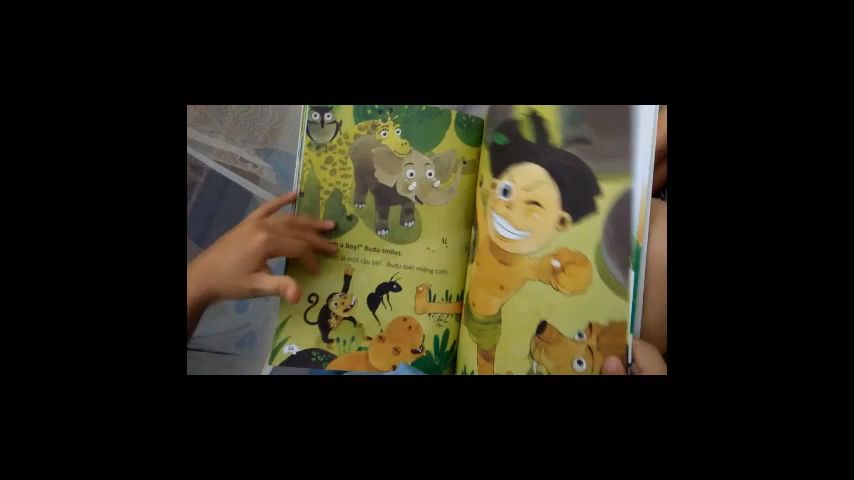 a boy!" Budu smiles.
là một cậu bé! - Budu toét miệng cười.